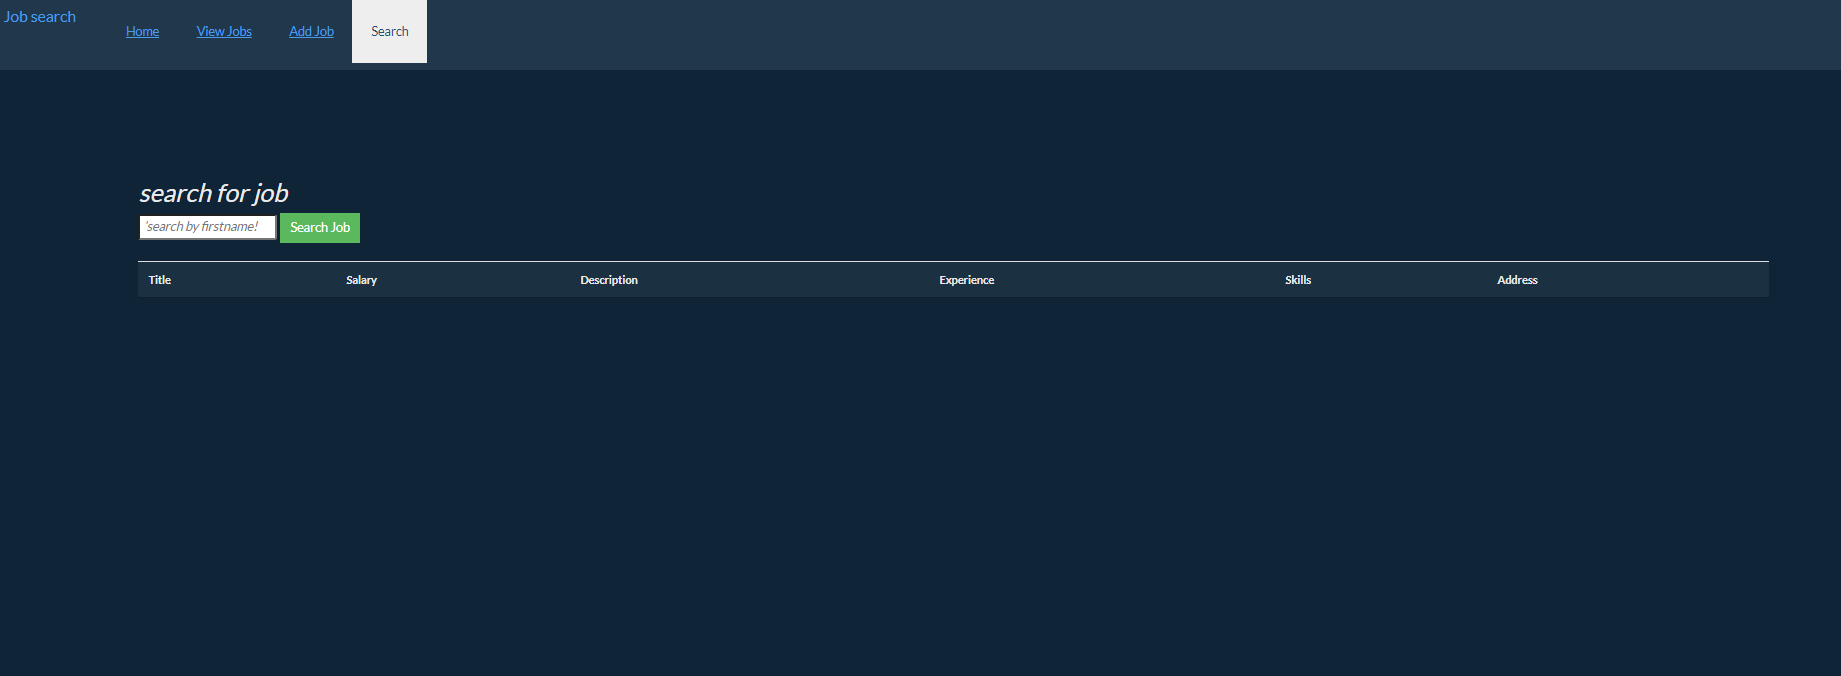 Job search
Home View Jobs Add Job Search
search for job
'search by firstname! Search Job
Title Salary Description Experience Skills Address